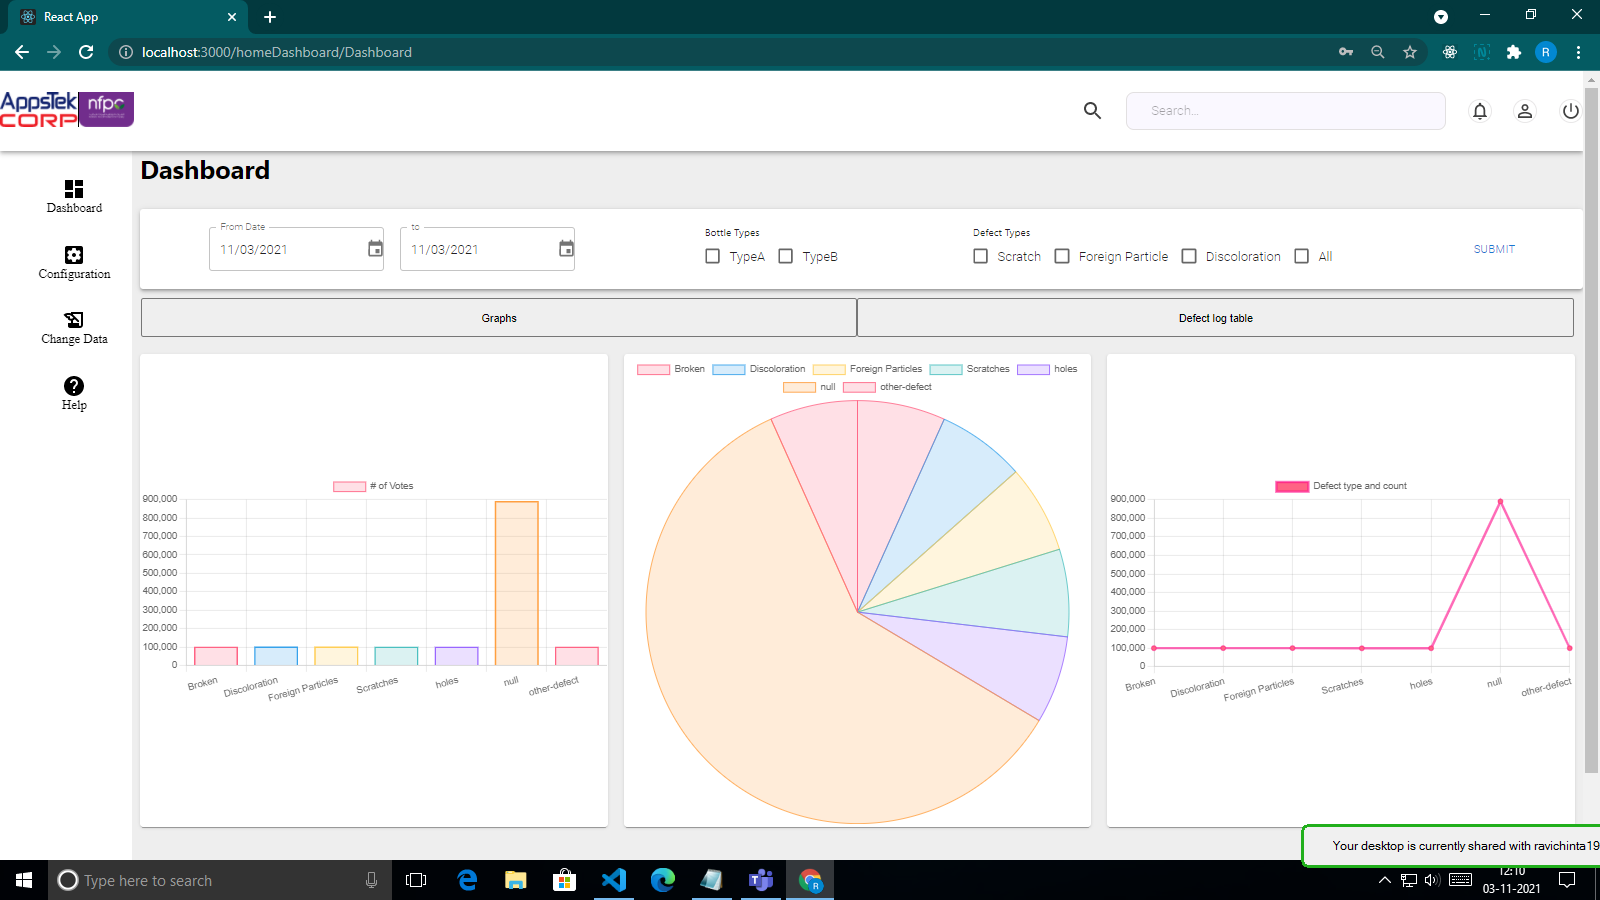 React App
localhost:3000/homeDashboard/Dashboard
R
AppsTek
CORP
nfpc
Search...
Dashboard
Dashboard
Configuration
Change Data
Help
From Date
11/03/2021
to
11/03/2021
Bottle Types
TypeA
TypeB
Defect Types
Scratch
Foreign Particle
Discoloration
All
SUBMIT
Graphs
Defect log table
# of Votes
900,000
800,000
700,000
600,000
500,000
400,000
300,000
200,000
100,000
0
Broken
Discoloration
Foreign Particles
Scratches
holes
null
other-defect
Broken
Discoloration
Foreign Particles
Scratches
holes
null
other-defect
Defect type and count
900,000
800,000
700,000
600,000
500,000
400,000
300,000
200,000
100,000
0
Broken
Discoloration
Foreign Particles
Scratches
holes
null
other-defect
Your desktop is currently shared with ravichinta19
Type here to search
12:10
03-11-2021